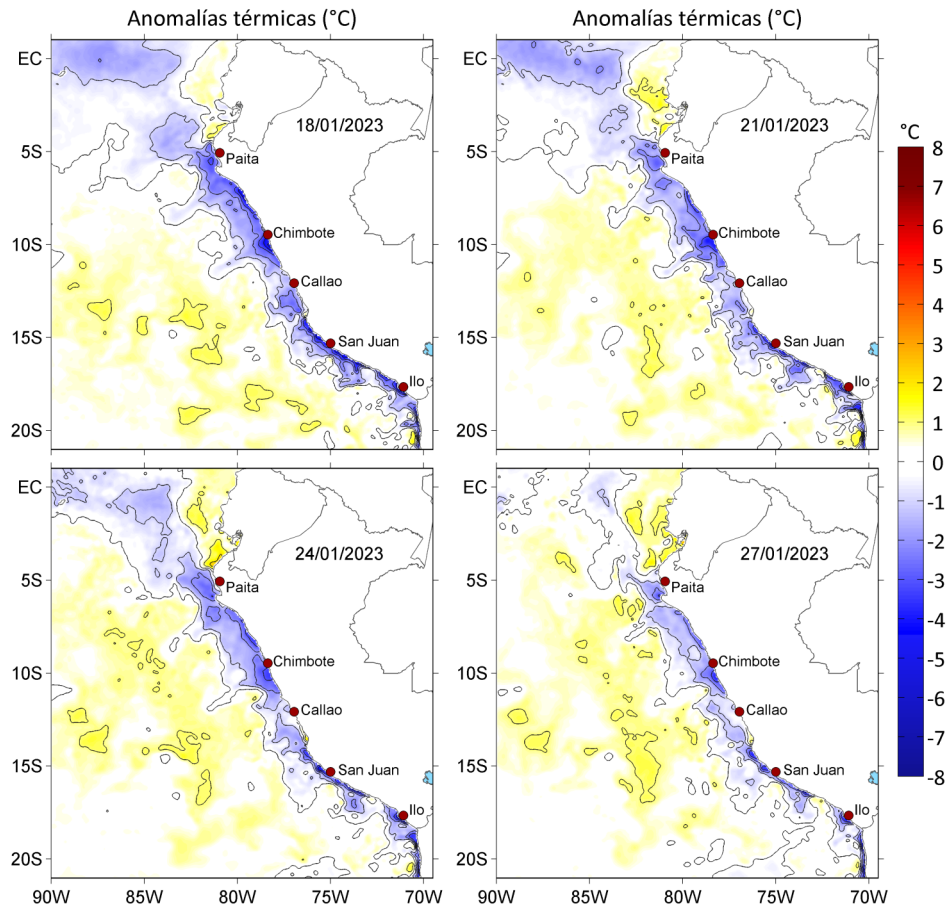 Anomalías térmicas (°C)
Anomalías térmicas (°C)
EC
5S
10S
15S
20S
18/01/2023
Paita
Chimbote
Callao
San Juan
Ilo
EC
5S
10S
15S
20S
21/01/2023
Paita
Chimbote
Callao
San Juan
Ilo
°C
8
7
6
5
4
3
2
1
0
-1
-2
-3
-4
-5
-6
-7
-8
EC
5S
10S
15S
20S
24/01/2023
Paita
Chimbote
Callao
San Juan
Ilo
90W 85W 80W 75W 70W
EC
5S
10S
15S
20S
27/01/2023
Paita
Chimbote
Callao
San Juan
Ilo
90W 85W 80W 75W 70W